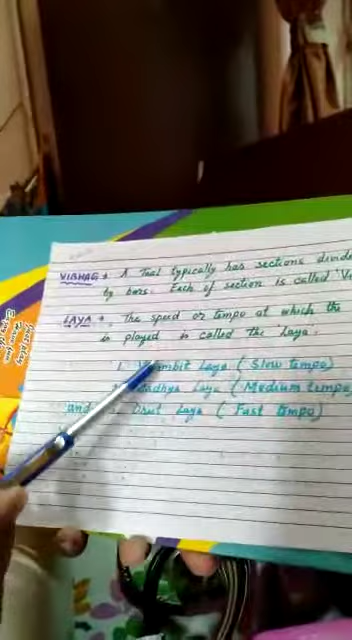 VIBHAG : A Taal typically has sections divide
by bars. Each of section is called 'V
LAYA : The speed or tempo at which the
is played is called the Laya.
1. Laya ( Slow tempo )
Madhya Laya ( Medium tempo )
and Drut Laya ( Fast tempo )